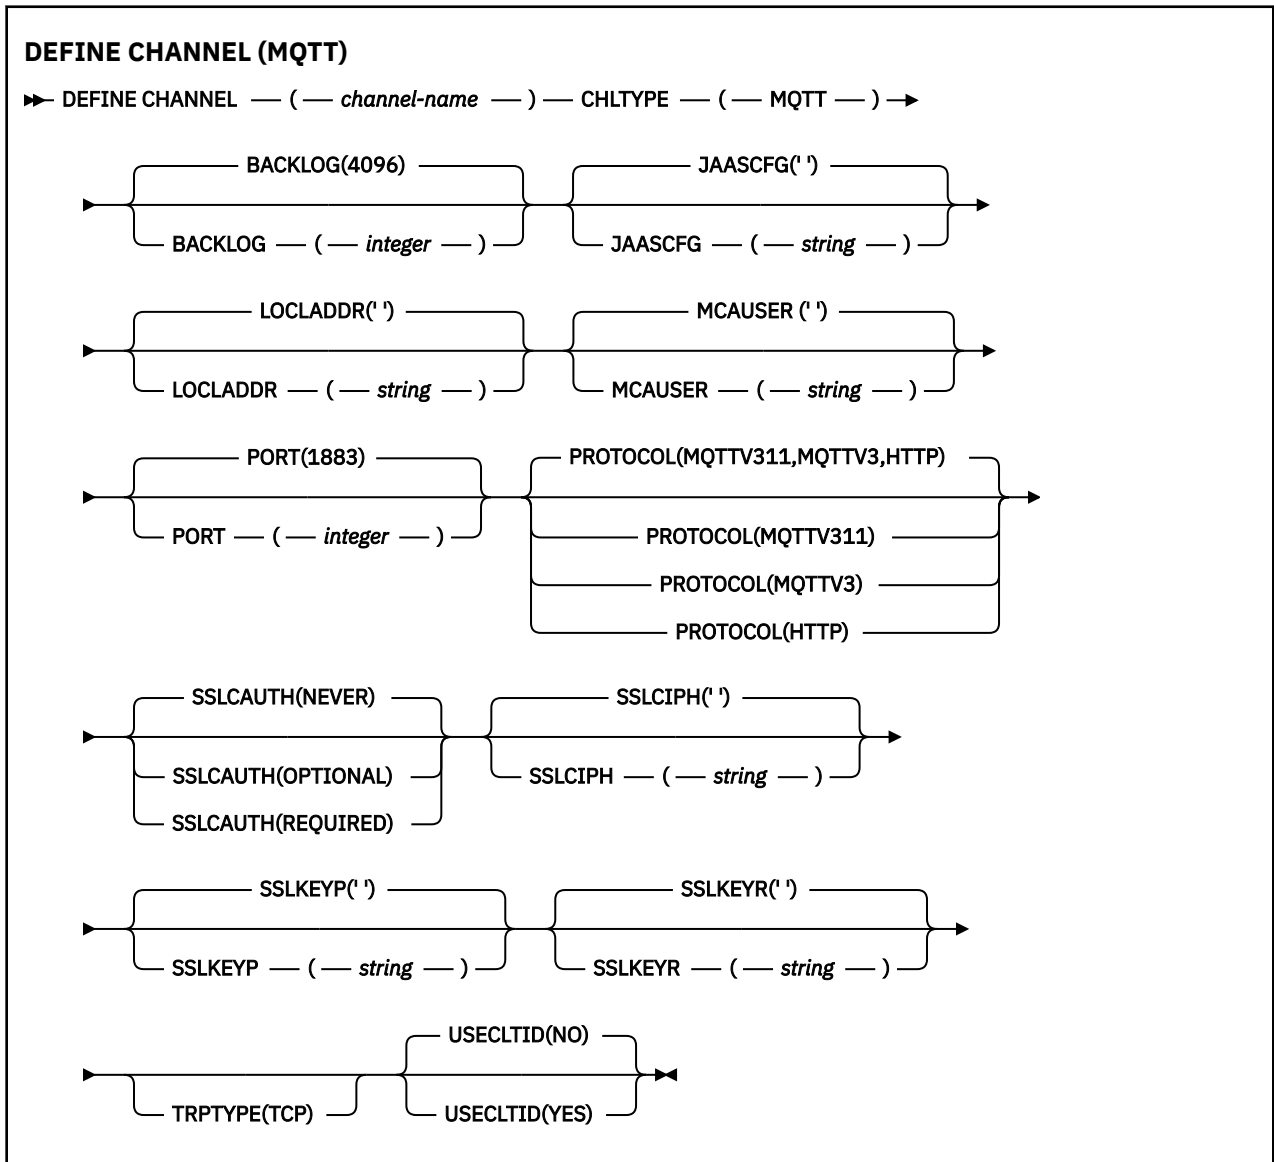 DEFINE CHANNEL (MQTT)
DEFINE CHANNEL ( channel-name ) CHLTYPE ( MQTT )
BACKLOG(4096) JAASCFG(' ')
BACKLOG ( integer ) JAASCFG ( string )
LOCLADDR(' ') MCAUSER (' ')
LOCLADDR ( string ) MCAUSER ( string )
PORT(1883) PROTOCOL(MQTTV311,MQTTV3,HTTP)
PORT ( integer ) PROTOCOL(MQTTV311)
PROTOCOL(MQTTV3)
PROTOCOL(HTTP)
SSLCAUTH(NEVER) SSLCIPH(' ')
SSLCAUTH(OPTIONAL) SSLCIPH ( string )
SSLCAUTH(REQUIRED)
SSLKEYP(' ') SSLKEYR(' ')
SSLKEYP ( string ) SSLKEYR ( string )
USECLTID(NO)
TRPTYPE(TCP) USECLTID(YES)